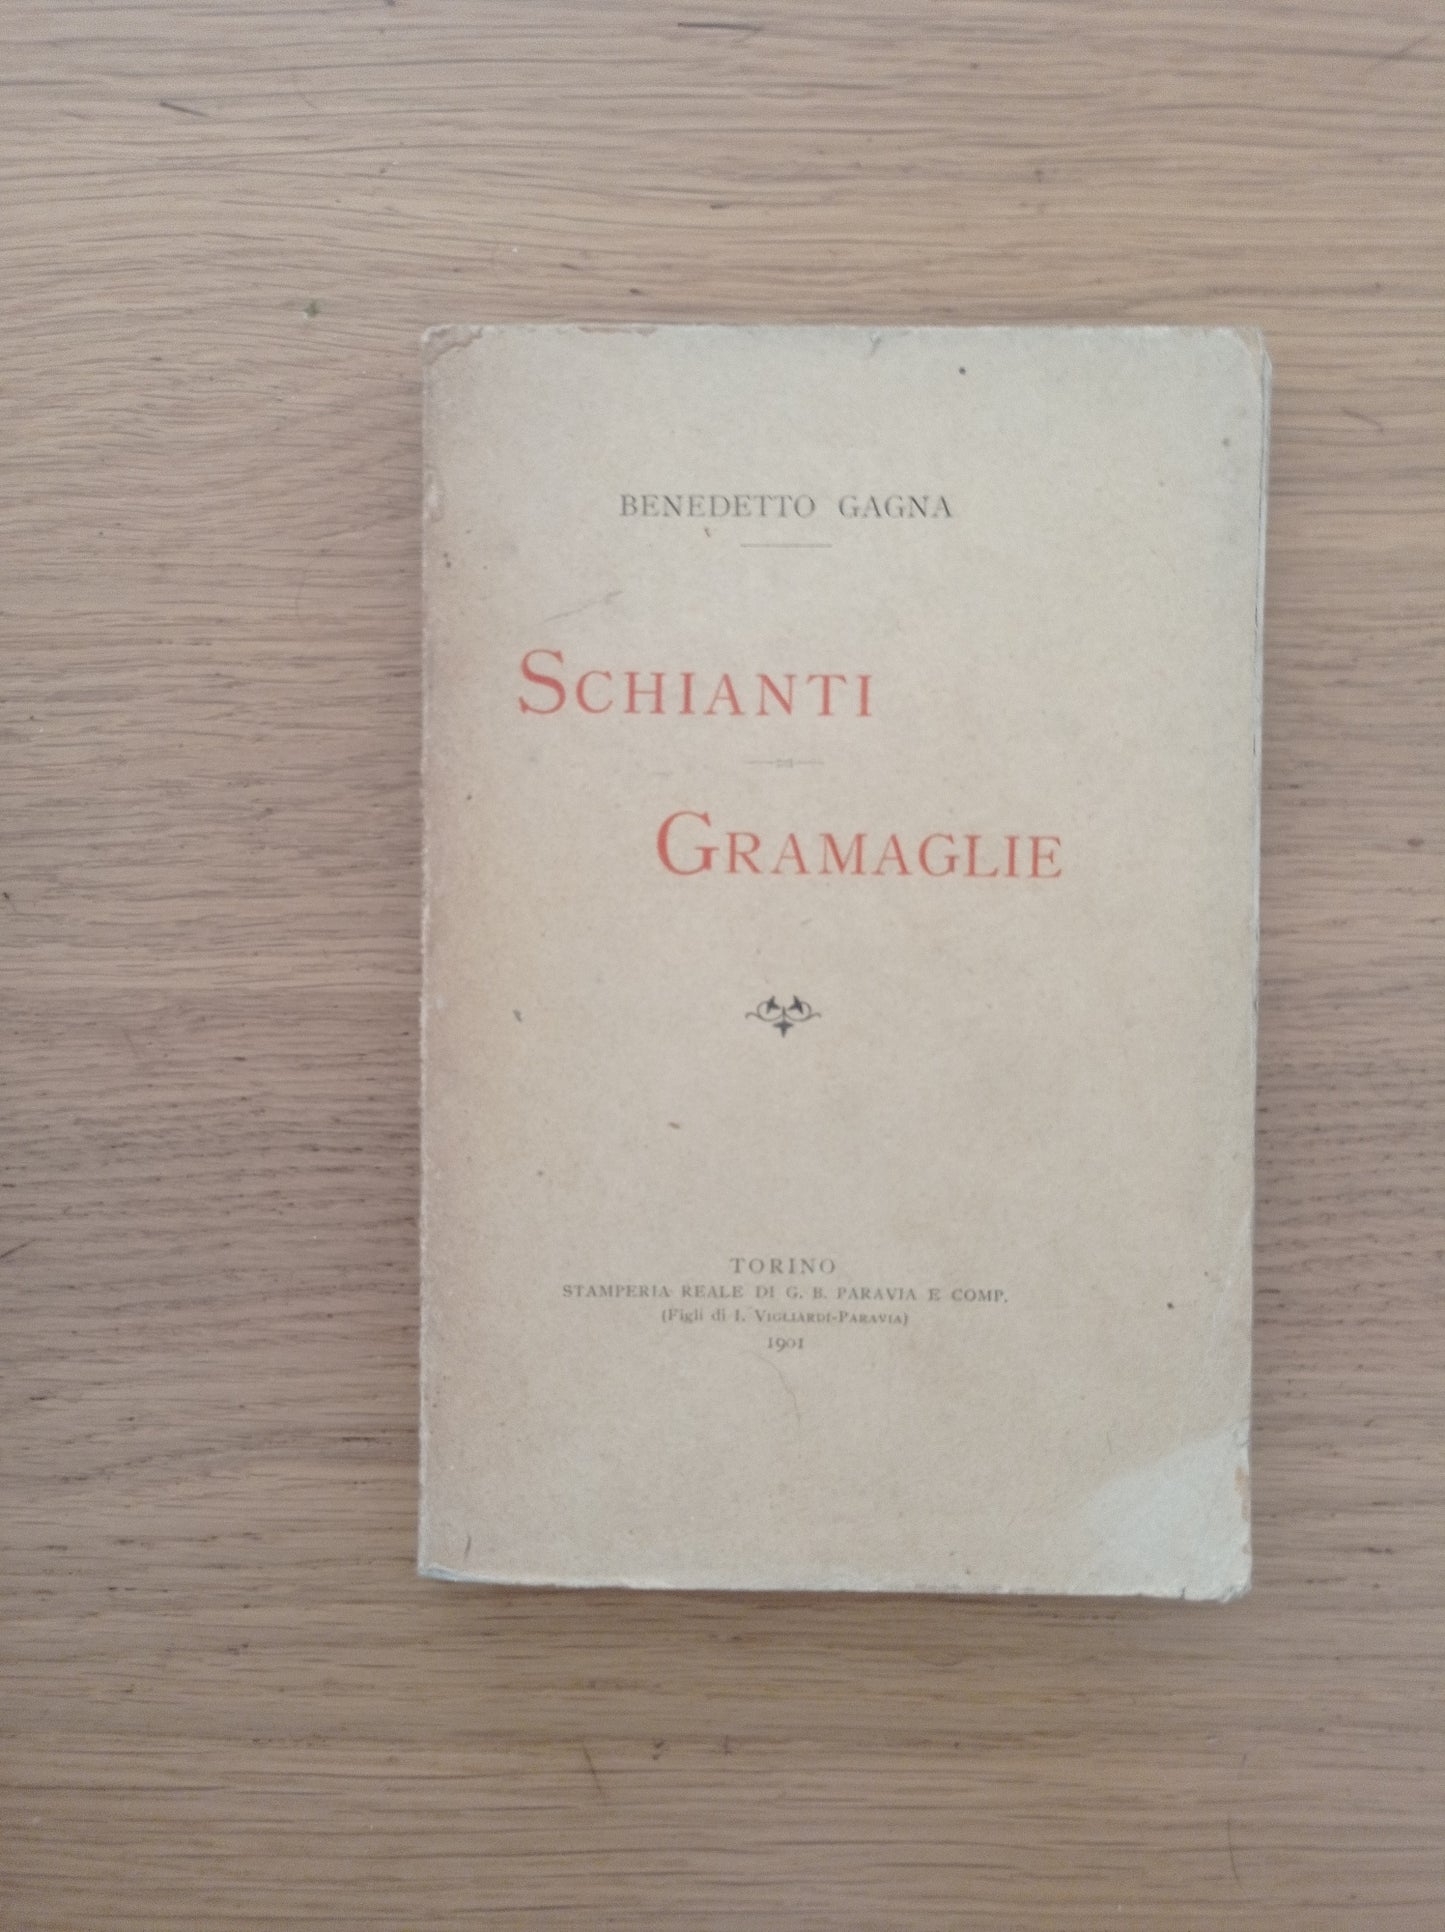 BENEDETTO GAGNA
SCHIANTI
GRAMAGLIE
TORINO
STAMPERIA REALE DI G. B. PARAVIA E COMP.
(Figli di I. VIGLIARDI-PARAVIA)
1901